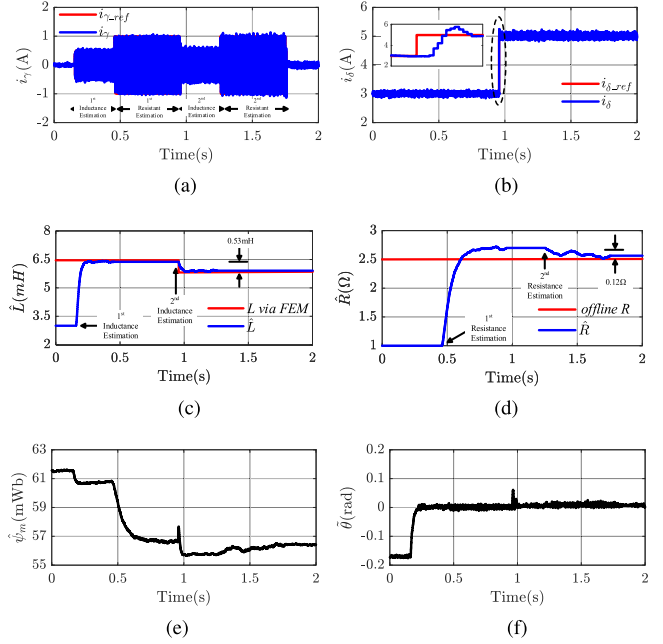 i_γ_ref
i_γ
i_γ(A)
2
1
0
-1
-2
1st
Inductance
Estimation
1st
Resistant
Estimation
2nd
Inductance
Estimation
2nd
Resistant
Estimation
0 0.5 1 1.5 2
Time(s)
(a)
i_δ(A)
6
5
4
3
2
i_δ_ref
i_δ
0 0.5 1 1.5 2
Time(s)
(b)
L̂(mH)
8
6.5
5
3
2
0.53mH
1st
Inductance
Estimation
2nd
Inductance
Estimation
L via FEM
L̂
0 0.5 1 1.5 2
Time(s)
(c)
R̂(Ω)
3
2.5
2
1.5
1
1st
Resistance
Estimation
2nd
Resistance
Estimation
0.12Ω
offline R
R̂
0 0.5 1 1.5 2
Time(s)
(d)
ψ̂_m(mWb)
63
61
59
57
55
0 0.5 1 1.5 2
Time(s)
(e)
θ̃(rad)
0.2
0.1
0
-0.1
-0.2
0 0.5 1 1.5 2
Time(s)
(f)